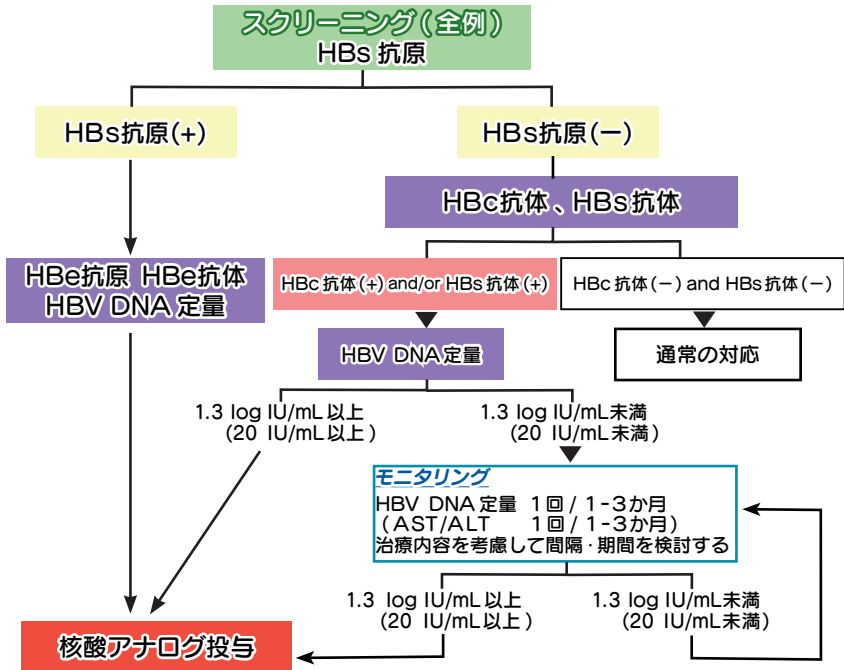 スクリーニング(全例)
HBs 抗原
HBs抗原(+)
HBs抗原(−)
HBc抗体、HBs抗体
HBe抗原 HBe抗体
HBV DNA 定量
HBc 抗体(+) and/or HBs 抗体(+)
HBc 抗体(−) and HBs 抗体(−)
HBV DNA定量
通常の対応
1.3 log IU/mL以上
(20 IU/mL以上)
1.3 log IU/mL未満
(20 IU/mL未満)
モニタリング
HBV DNA定量 1回/ 1-3か月
(AST/ALT 1回/ 1-3か月)
治療内容を考慮して間隔・期間を検討する
1.3 log IU/mL以上
(20 IU/mL以上)
1.3 log IU/mL未満
(20 IU/mL未満)
核酸アナログ投与